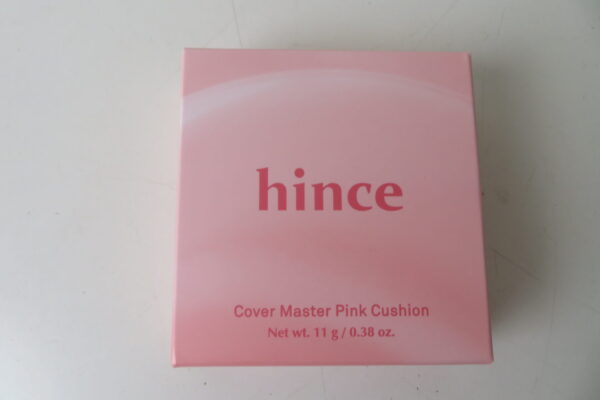 hince
Cover Master Pink Cushion
Net wt. 11 g / 0.38 oz.